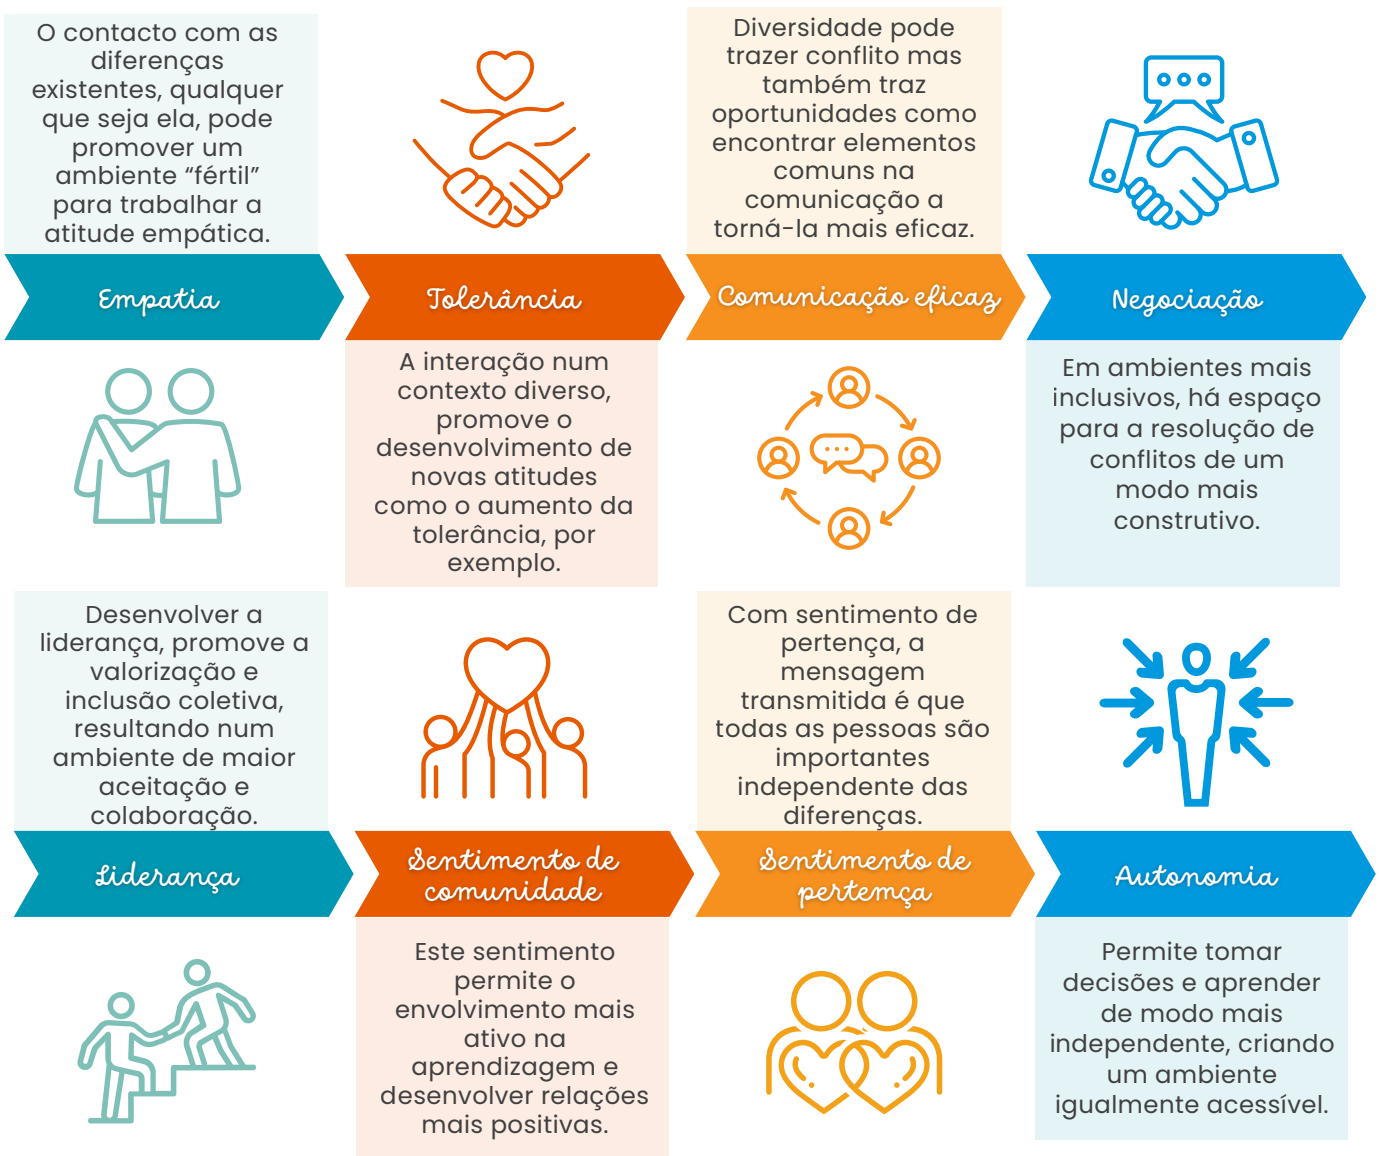 O contacto com as
diferenças
existentes, qualquer
que seja ela, pode
promover um
ambiente “fértil”
para trabalhar a
atitude empática.
Empatia
Tolerância
A interação num
contexto diverso,
promove o
desenvolvimento de
novas atitudes
como o aumento da
tolerância, por
exemplo.
Diversidade pode
trazer conflito mas
também traz
oportunidades como
encontrar elementos
comuns na
comunicação a
torná-la mais eficaz.
Comunicação eficaz
Negociação
Em ambientes mais
inclusivos, há espaço
para a resolução de
conflitos de um
modo mais
construtivo.
Desenvolver a
liderança, promove a
valorização e
inclusão coletiva,
resultando num
ambiente de maior
aceitação e
colaboração.
Liderança
Sentimento de
comunidade
Este sentimento
permite o
envolvimento mais
ativo na
aprendizagem e
desenvolver relações
mais positivas.
Com sentimento de
pertença, a
mensagem
transmitida é que
todas as pessoas são
importantes
independente das
diferenças.
Sentimento de
pertemça
Autonomia
Permite tomar
decisões e aprender
de modo mais
independente, criando
um ambiente
igualmente acessível.